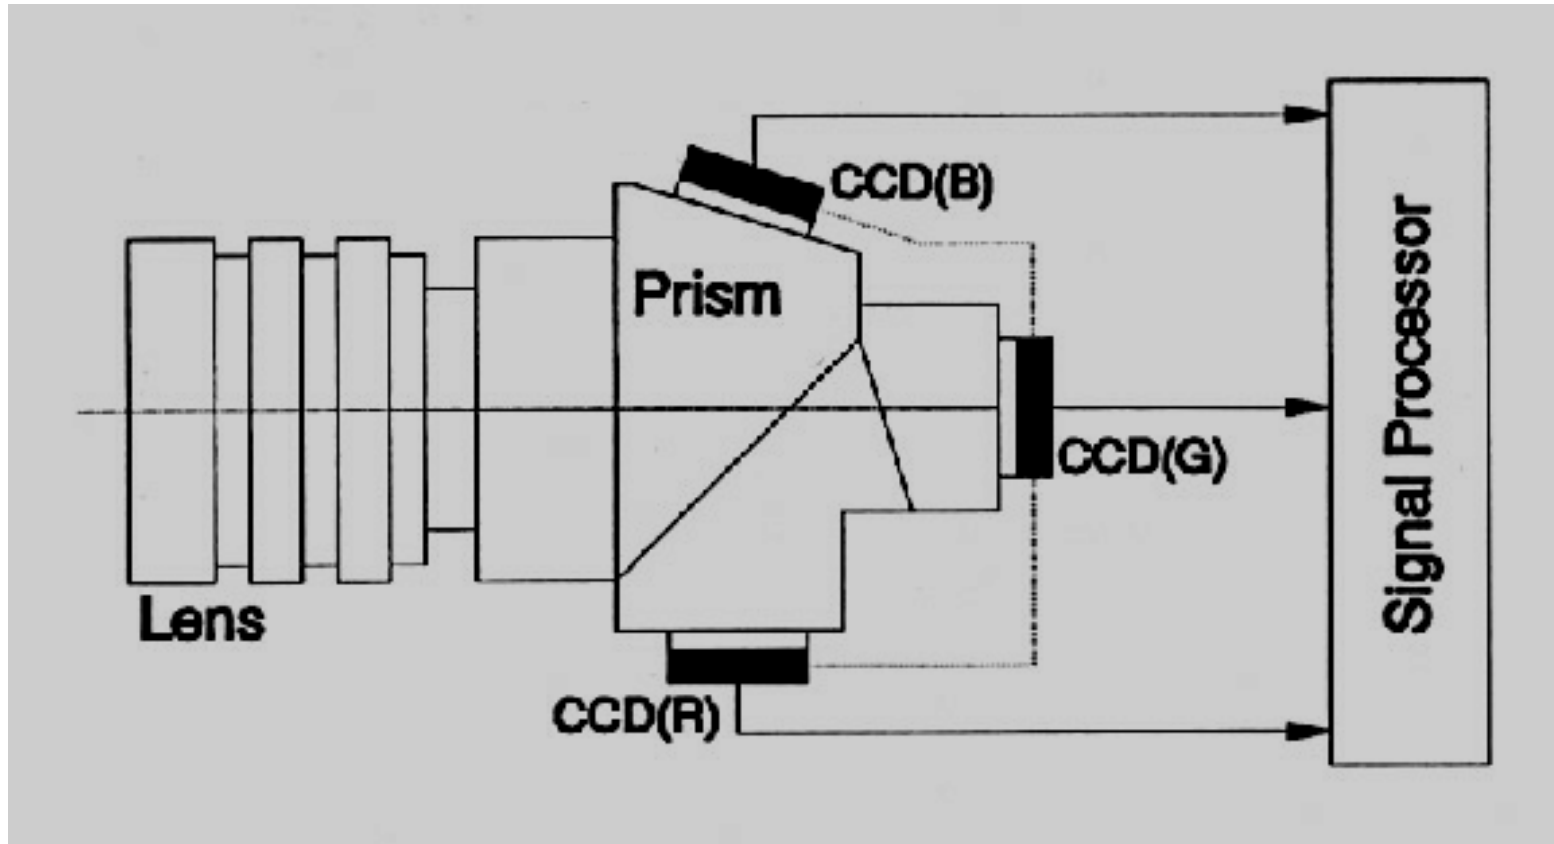 CCD(B)
Prism
CCD(G)
Lens
CCD(R)
Signal Processor